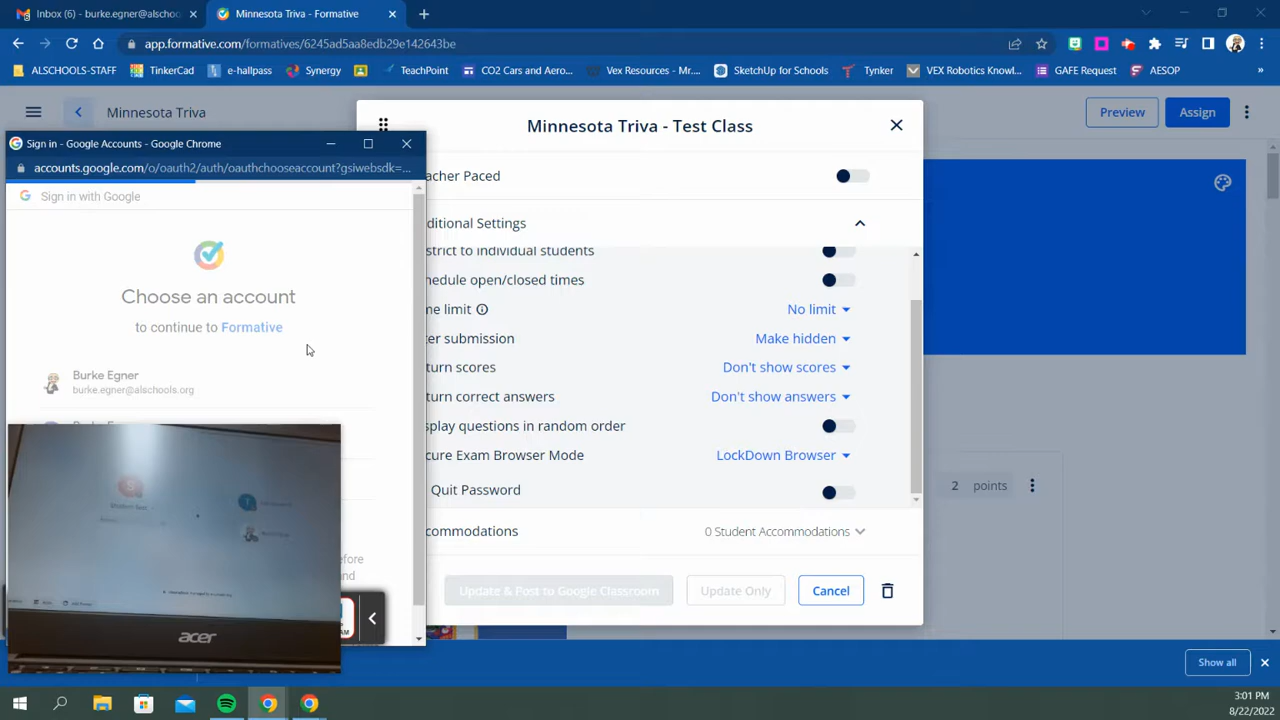 Inbox (6) - burke.egner@alschoo
Minnesota Triva - Formative
app.formative.com/formatives/6245ad5aa8edb29e142643be
ALSCHOOLS-STAFF
TinkerCad
e-hallpass
Synergy
TeachPoint
CO2 Cars and Aero...
Vex Resources - Mr....
SketchUp for Schools
Tynker
VEX Robotics Knowl...
GAFE Request
AESOP
»
Minnesota Triva
Preview
Assign
Minnesota Triva - Test Class
Sign in - Google Accounts - Google Chrome
accounts.google.com/o/oauth2/auth/oauthchooseaccount?gsiwebsdk=...
Sign in with Google
Choose an account
to continue to Formative
Burke Egner
burke.egner@alschools.org
acher Paced
ditional Settings
strict to individual students
hedule open/closed times
me limit
No limit
ter submission
Make hidden
turn scores
Don't show scores
turn correct answers
Don't show answers
splay questions in random order
cure Exam Browser Mode
LockDown Browser
Quit Password
commodations
0 Student Accommodations
Update & Post to Google Classroom
Update Only
Cancel
2 points
efore
nd
acer
Show all
3:01 PM
8/22/2022